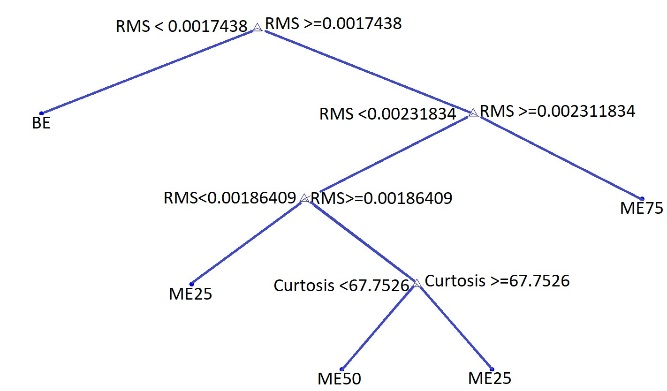 RMS < 0.0017438 RMS >=0.0017438
BE
RMS <0.00231834 RMS >=0.002311834
RMS<0.00186409 RMS>=0.00186409
ME75
ME25
Curtosis <67.7526 Curtosis >=67.7526
ME50 ME25